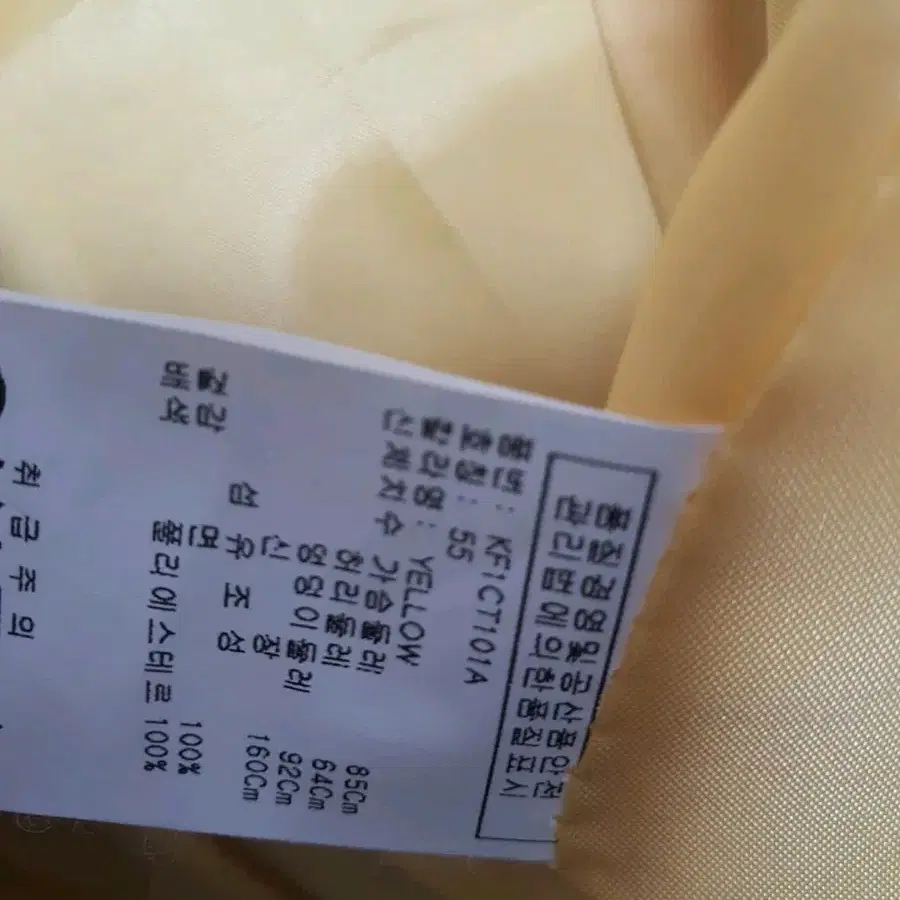 품질경영및공산품안전
관리법에의한품질표시
품번: KF1CT101A
호칭: 55
칼라명: YELLOW
신체치수 가슴둘레 85Cm
허리둘레 64Cm
엉덩이둘레 92Cm
신장 160Cm
섬유조성
겉감 면 100%
배색 폴리에스테르 100%
취급주의